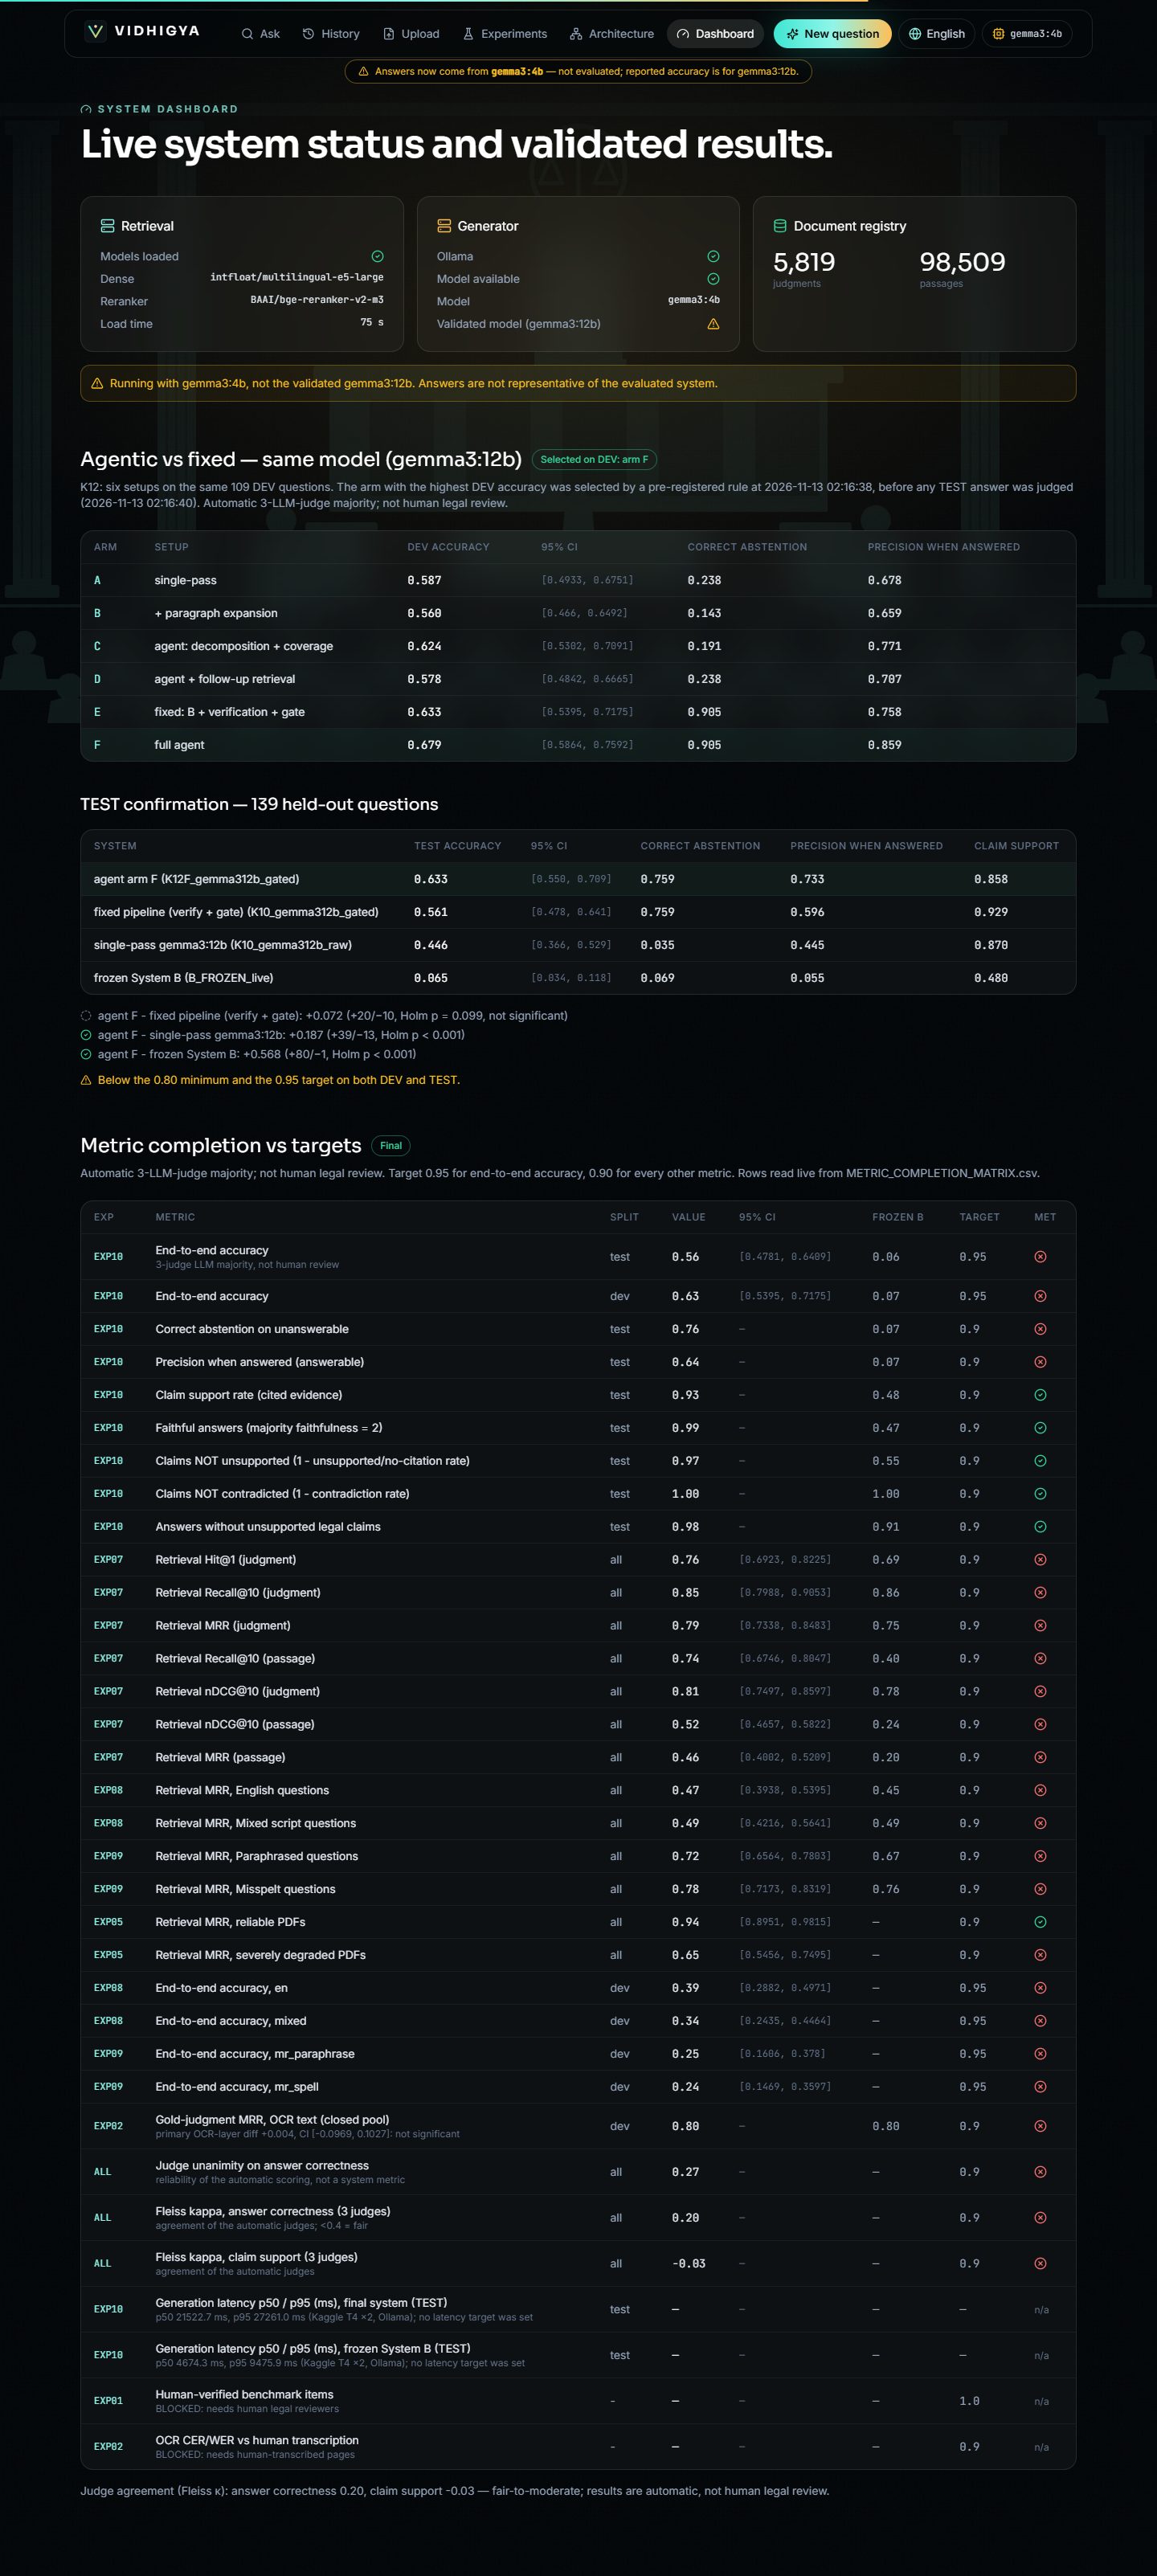 VIDHIGYA
Ask
History
Upload
Experiments
Architecture
Dashboard
New question
English
gemma3:4b
Answers now come from gemma3:4b — not evaluated; reported accuracy is for gemma3:12b.
SYSTEM DASHBOARD
Live system status and validated results.
Retrieval
Models loaded
Dense intfloat/multilingual-e5-large
Reranker BAAI/bge-reranker-v2-m3
Load time 75 s
Generator
Ollama
Model available
Model gemma3:4b
Validated model (gemma3:12b)
Document registry
5,819 98,509
judgments passages
Running with gemma3:4b, not the validated gemma3:12b. Answers are not representative of the evaluated system.
Agentic vs fixed — same model (gemma3:12b) Selected on DEV: arm F
K12: six setups on the same 109 DEV questions. The arm with the highest DEV accuracy was selected by a pre-registered rule at 2026-11-13 02:16:38, before any TEST answer was judged
(2026-11-13 02:16:40). Automatic 3-LLM-judge majority; not human legal review.
ARM SETUP DEV ACCURACY 95% CI CORRECT ABSTENTION PRECISION WHEN ANSWERED
A single-pass 0.587 [0.4933, 0.6751] 0.238 0.678
B + paragraph expansion 0.560 [0.466, 0.6492] 0.143 0.659
C agent: decomposition + coverage 0.624 [0.5302, 0.7091] 0.191 0.771
D agent + follow-up retrieval 0.578 [0.4842, 0.6665] 0.238 0.707
E fixed: B + verification + gate 0.633 [0.5395, 0.7175] 0.905 0.758
F full agent 0.679 [0.5864, 0.7592] 0.905 0.859
TEST confirmation — 139 held-out questions
SYSTEM TEST ACCURACY 95% CI CORRECT ABSTENTION PRECISION WHEN ANSWERED CLAIM SUPPORT
agent arm F (K12F_gemma312b_gated) 0.633 [0.550, 0.709] 0.759 0.733 0.858
fixed pipeline (verify + gate) (K10_gemma312b_gated) 0.561 [0.478, 0.641] 0.759 0.596 0.929
single-pass gemma3:12b (K10_gemma312b_raw) 0.446 [0.366, 0.529] 0.035 0.445 0.870
frozen System B (B_FROZEN_live) 0.065 [0.034, 0.118] 0.069 0.055 0.480
agent F - fixed pipeline (verify + gate): +0.072 (+20/−10, Holm p = 0.099, not significant)
agent F - single-pass gemma3:12b: +0.187 (+39/−13, Holm p < 0.001)
agent F - frozen System B: +0.568 (+80/−1, Holm p < 0.001)
Below the 0.80 minimum and the 0.95 target on both DEV and TEST.
Metric completion vs targets Final
Automatic 3-LLM-judge majority; not human legal review. Target 0.95 for end-to-end accuracy, 0.90 for every other metric. Rows read live from METRIC_COMPLETION_MATRIX.csv.
EXP METRIC SPLIT VALUE 95% CI FROZEN B TARGET MET
EXP10 End-to-end accuracy test 0.56 [0.4781, 0.6409] 0.06 0.95
3-judge LLM majority, not human review
EXP10 End-to-end accuracy dev 0.63 [0.5395, 0.7175] 0.07 0.95
EXP10 Correct abstention on unanswerable test 0.76 – 0.07 0.9
EXP10 Precision when answered (answerable) test 0.64 – 0.07 0.9
EXP10 Claim support rate (cited evidence) test 0.93 – 0.48 0.9
EXP10 Faithful answers (majority faithfulness = 2) test 0.99 – 0.47 0.9
EXP10 Claims NOT unsupported (1 - unsupported/no-citation rate) test 0.97 – 0.55 0.9
EXP10 Claims NOT contradicted (1 - contradiction rate) test 1.00 – 1.00 0.9
EXP10 Answers without unsupported legal claims test 0.98 – 0.91 0.9
EXP07 Retrieval Hit@1 (judgment) all 0.76 [0.6923, 0.8225] 0.69 0.9
EXP07 Retrieval Recall@10 (judgment) all 0.85 [0.7988, 0.9053] 0.86 0.9
EXP07 Retrieval MRR (judgment) all 0.79 [0.7338, 0.8483] 0.75 0.9
EXP07 Retrieval Recall@10 (passage) all 0.74 [0.6746, 0.8047] 0.40 0.9
EXP07 Retrieval nDCG@10 (judgment) all 0.81 [0.7497, 0.8597] 0.78 0.9
EXP07 Retrieval nDCG@10 (passage) all 0.52 [0.4657, 0.5822] 0.24 0.9
EXP07 Retrieval MRR (passage) all 0.46 [0.4002, 0.5209] 0.20 0.9
EXP08 Retrieval MRR, English questions all 0.47 [0.3938, 0.5395] 0.45 0.9
EXP08 Retrieval MRR, Mixed script questions all 0.49 [0.4216, 0.5641] 0.49 0.9
EXP09 Retrieval MRR, Paraphrased questions all 0.72 [0.6564, 0.7803] 0.67 0.9
EXP09 Retrieval MRR, Misspelt questions all 0.78 [0.7173, 0.8319] 0.76 0.9
EXP05 Retrieval MRR, reliable PDFs all 0.94 [0.8951, 0.9815] – 0.9
EXP05 Retrieval MRR, severely degraded PDFs all 0.65 [0.5456, 0.7495] – 0.9
EXP08 End-to-end accuracy, en dev 0.39 [0.2882, 0.4971] – 0.95
EXP08 End-to-end accuracy, mixed dev 0.34 [0.2435, 0.4464] – 0.95
EXP09 End-to-end accuracy, mr_paraphrase dev 0.25 [0.1606, 0.378] – 0.95
EXP09 End-to-end accuracy, mr_spell dev 0.24 [0.1469, 0.3597] – 0.95
EXP02 Gold-judgment MRR, OCR text (closed pool) dev 0.80 – 0.80 0.9
primary OCR-layer diff +0.004, CI [-0.0969, 0.1027]: not significant
ALL Judge unanimity on answer correctness all 0.27 – – 0.9
reliability of the automatic scoring, not a system metric
ALL Fleiss kappa, answer correctness (3 judges) all 0.20 – – 0.9
agreement of the automatic judges; <0.4 = fair
ALL Fleiss kappa, claim support (3 judges) all -0.03 – – 0.9
agreement of the automatic judges
EXP10 Generation latency p50 / p95 (ms), final system (TEST) test – – – – n/a
p50 21522.7 ms, p95 27261.0 ms (Kaggle T4 ×2, Ollama); no latency target was set
EXP10 Generation latency p50 / p95 (ms), frozen System B (TEST) test – – – – n/a
p50 4674.3 ms, p95 9475.9 ms (Kaggle T4 ×2, Ollama); no latency target was set
EXP01 Human-verified benchmark items - – – – 1.0 n/a
BLOCKED: needs human legal reviewers
EXP02 OCR CER/WER vs human transcription - – – – 0.9 n/a
BLOCKED: needs human-transcribed pages
Judge agreement (Fleiss κ): answer correctness 0.20, claim support -0.03 — fair-to-moderate; results are automatic, not human legal review.